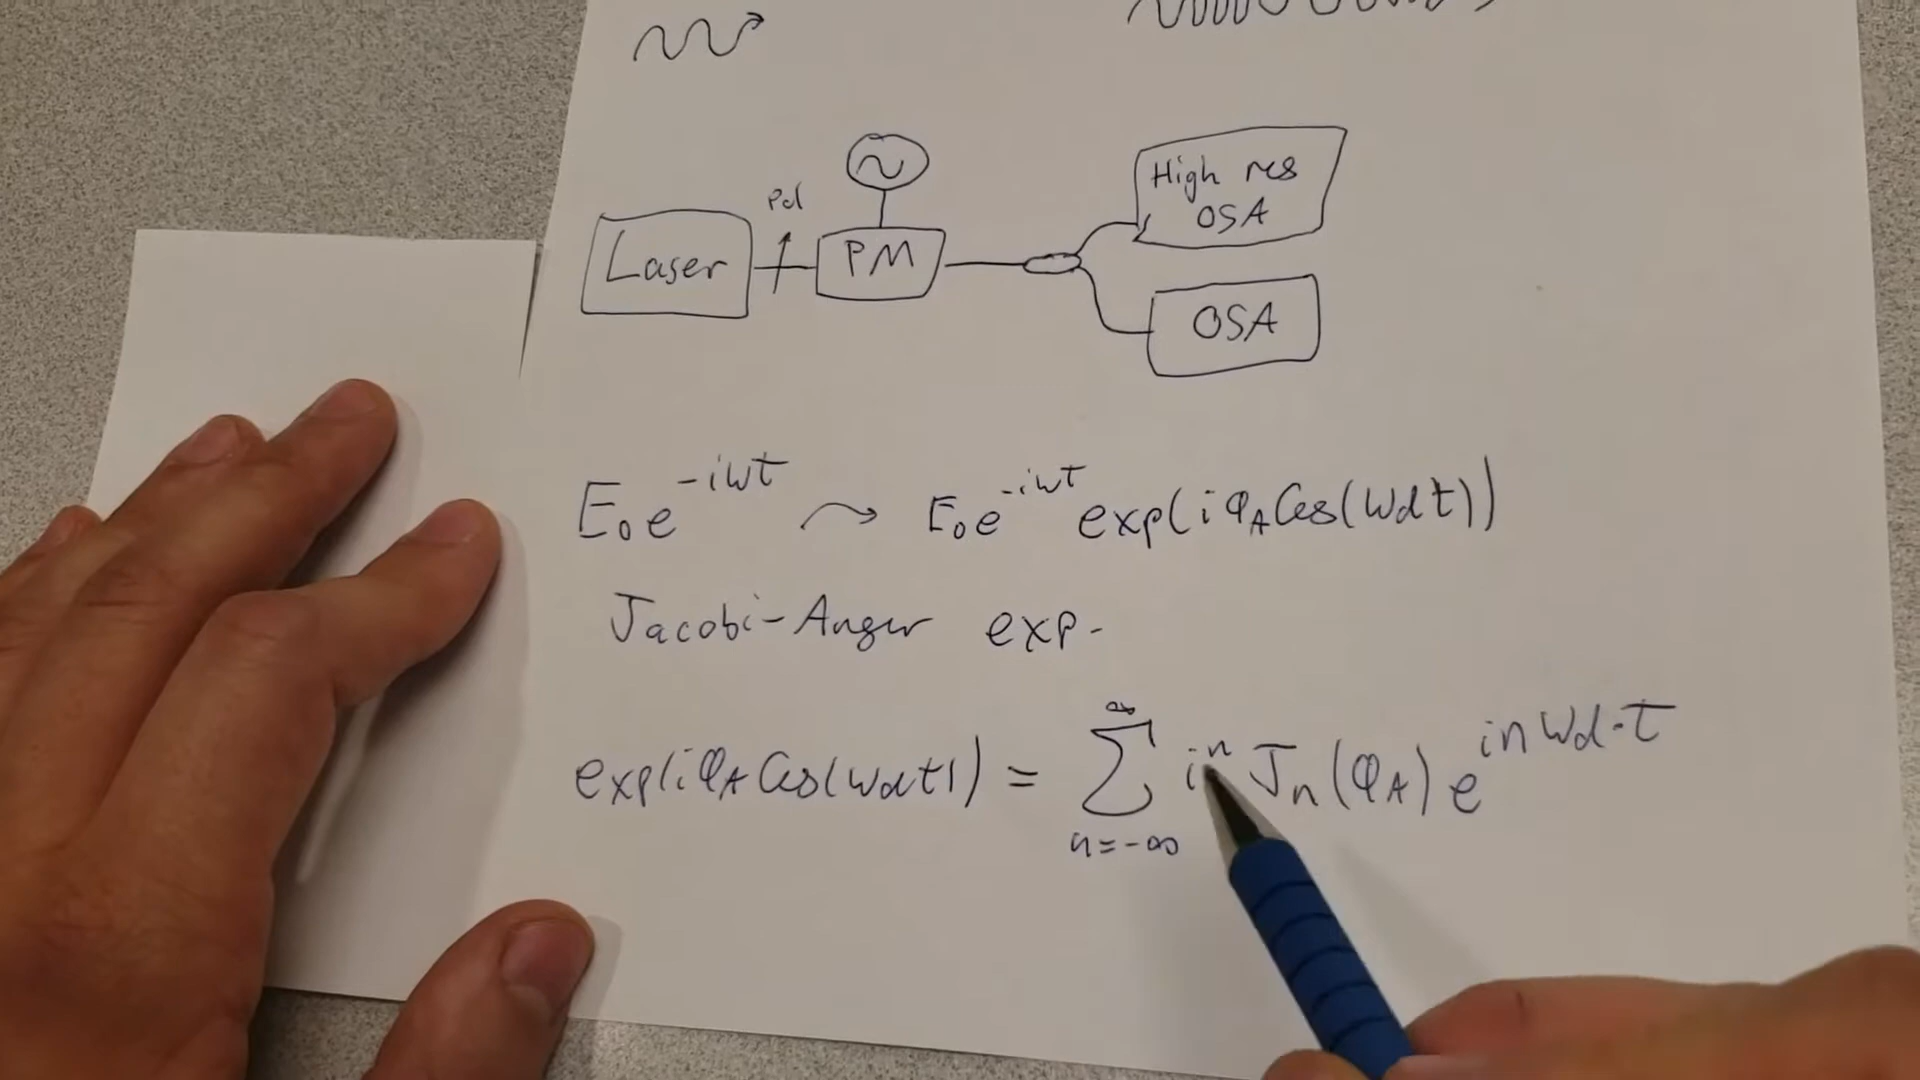 Pol
High res
OSA
Laser
PM
OSA
E₀e^{-iωt} ⤳ E₀e^{-iωt} exp(iφ_A Cos(ω_d t))
Jacobi-Anger exp.
exp(iφ_A Cos(ω_d t)) = ∑_{n=-∞}^{∞} iⁿ J_n(φ_A) e^{inω_d·t}